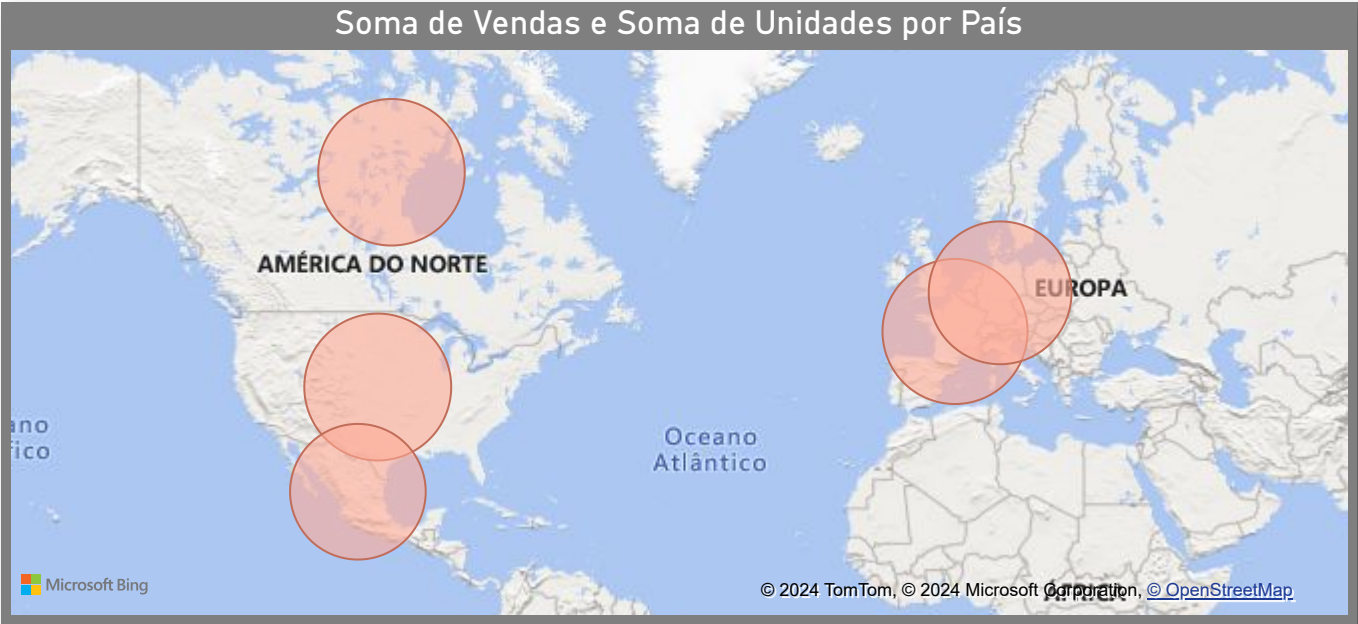 Soma de Vendas e Soma de Unidades por País
AMÉRICA DO NORTE
EUROPA
ano
ico
Oceano
Atlântico
Microsoft Bing
ÁFRICA
© 2024 TomTom, © 2024 Microsoft Corporation, © OpenStreetMap